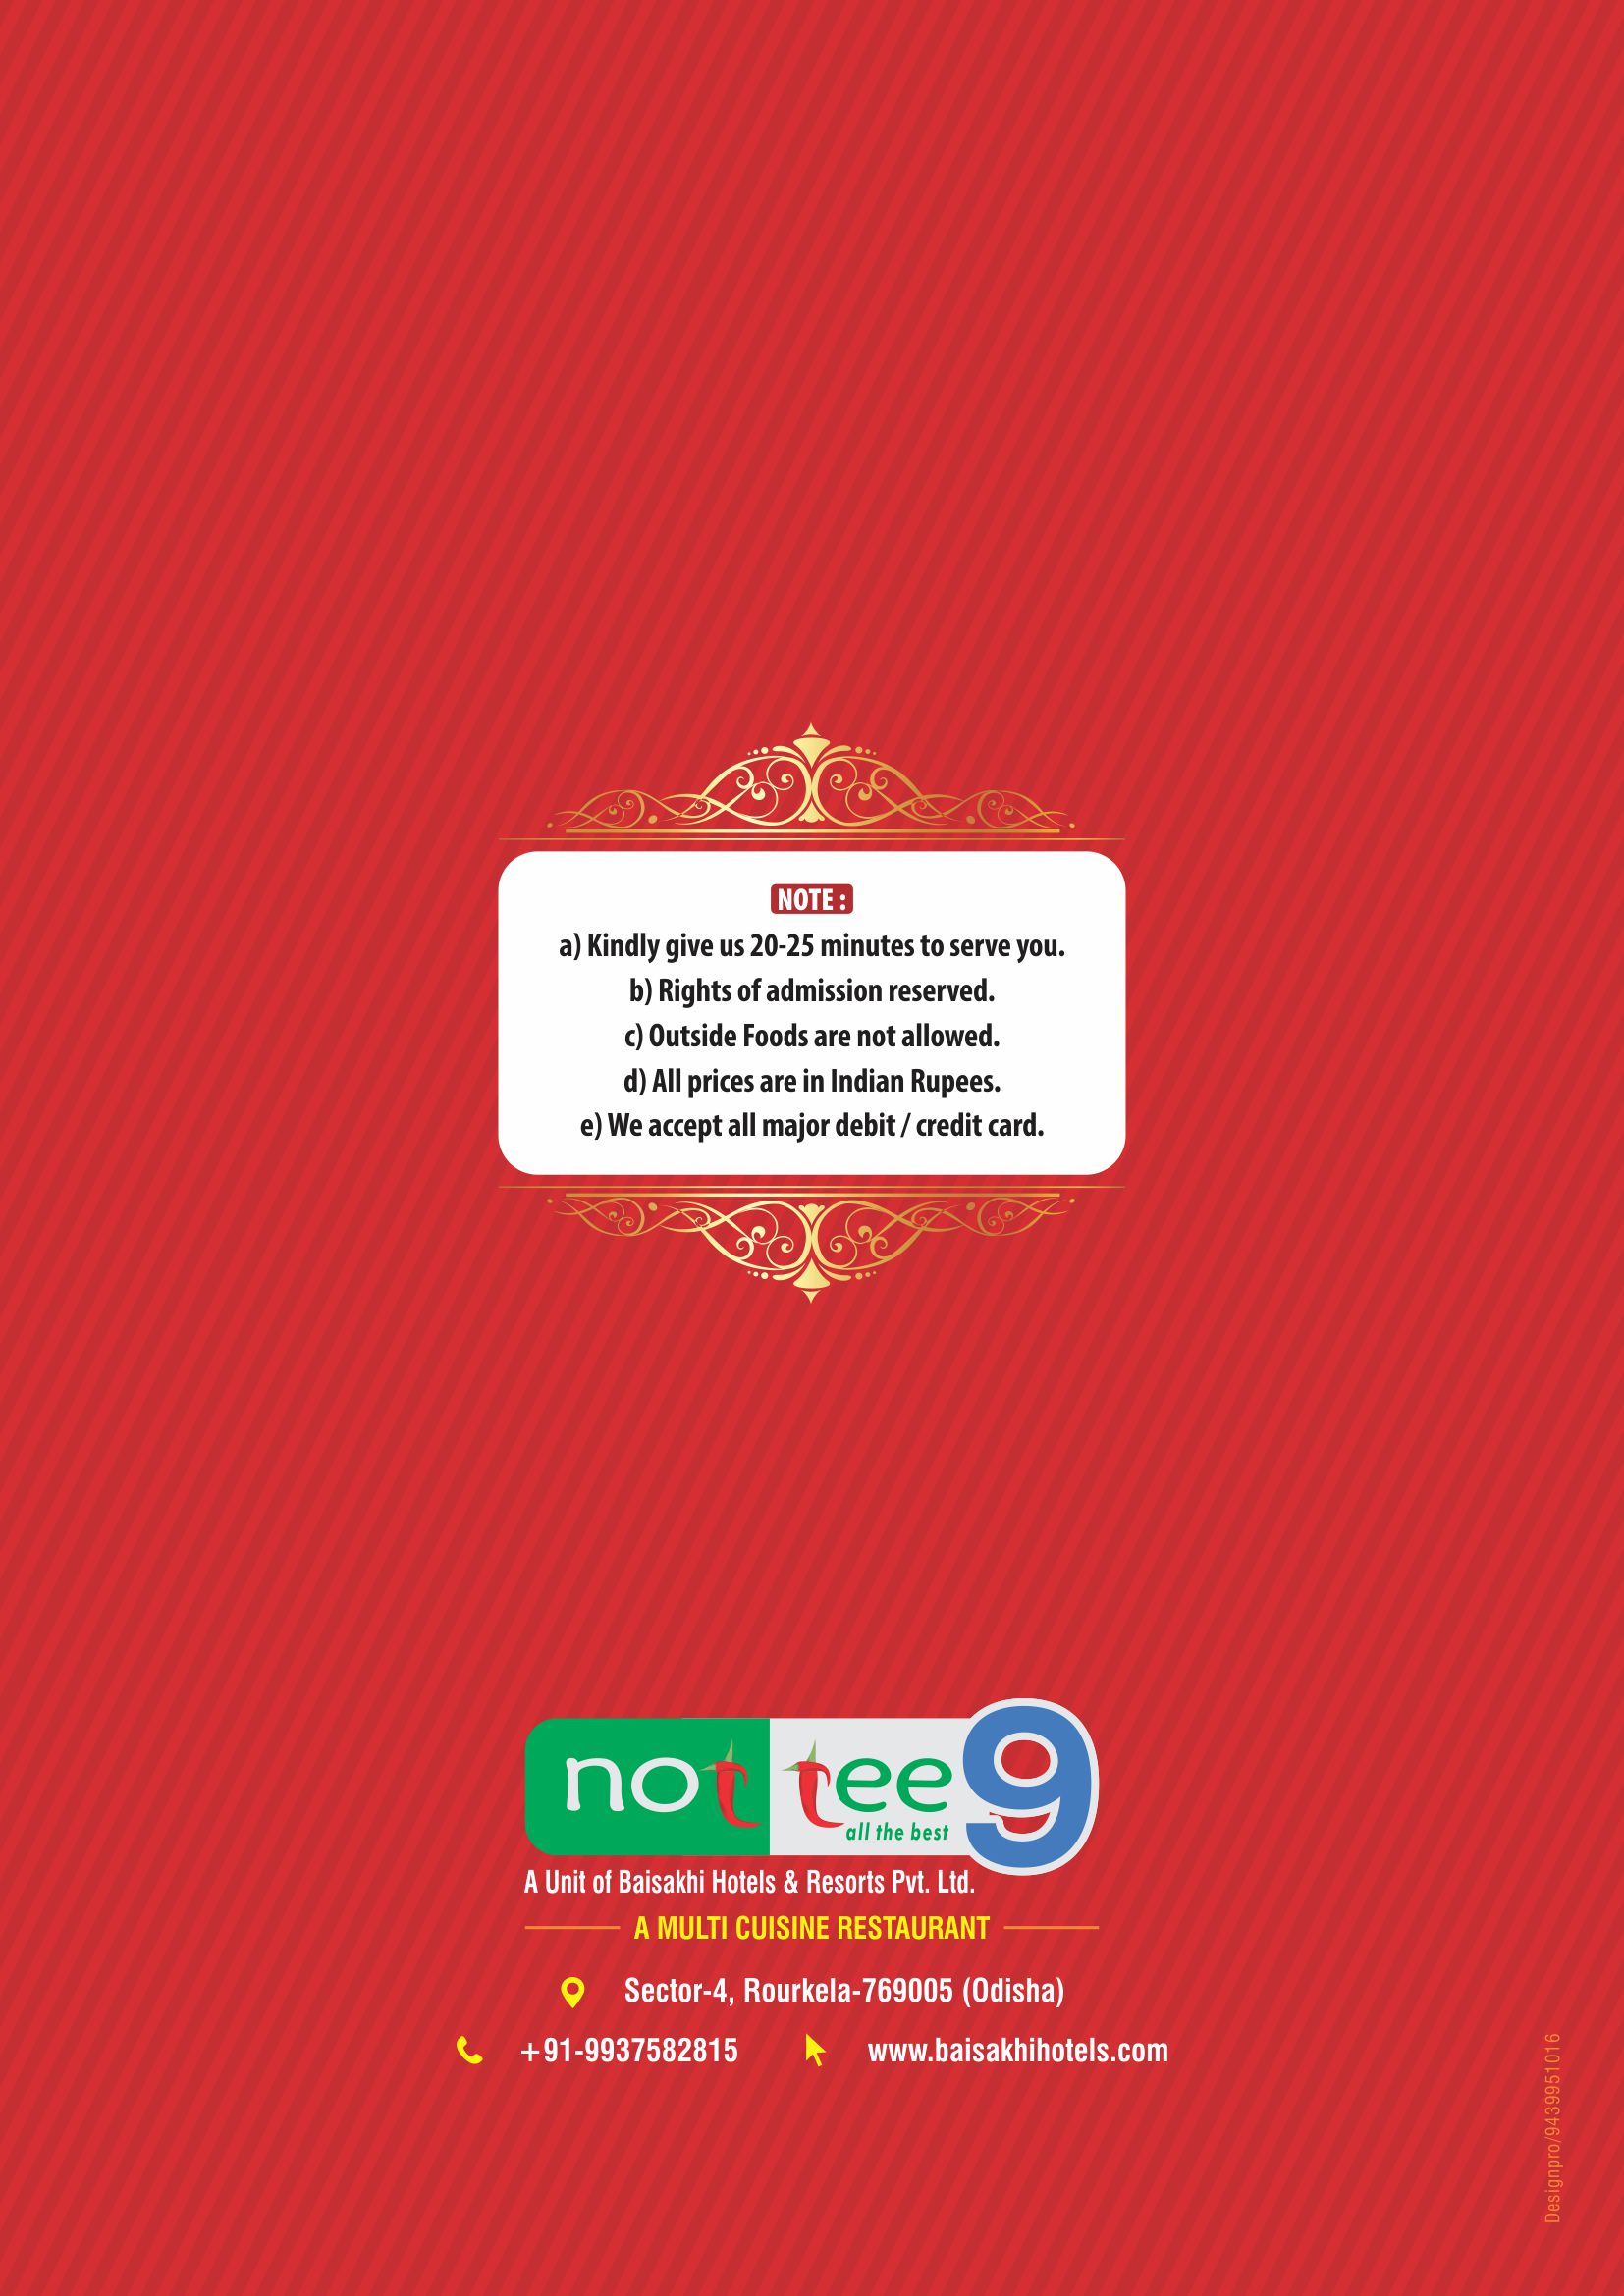 NOTE :
a) Kindly give us 20-25 minutes to serve you.
b) Rights of admission reserved.
c) Outside Foods are not allowed.
d) All prices are in Indian Rupees.
e) We accept all major debit / credit card.
not tee 9
all the best
A Unit of Baisakhi Hotels & Resorts Pvt. Ltd.
A MULTI CUISINE RESTAURANT
Sector-4, Rourkela-769005 (Odisha)
+91-9937582815 www.baisakhihotels.com
Designpro/9439951016